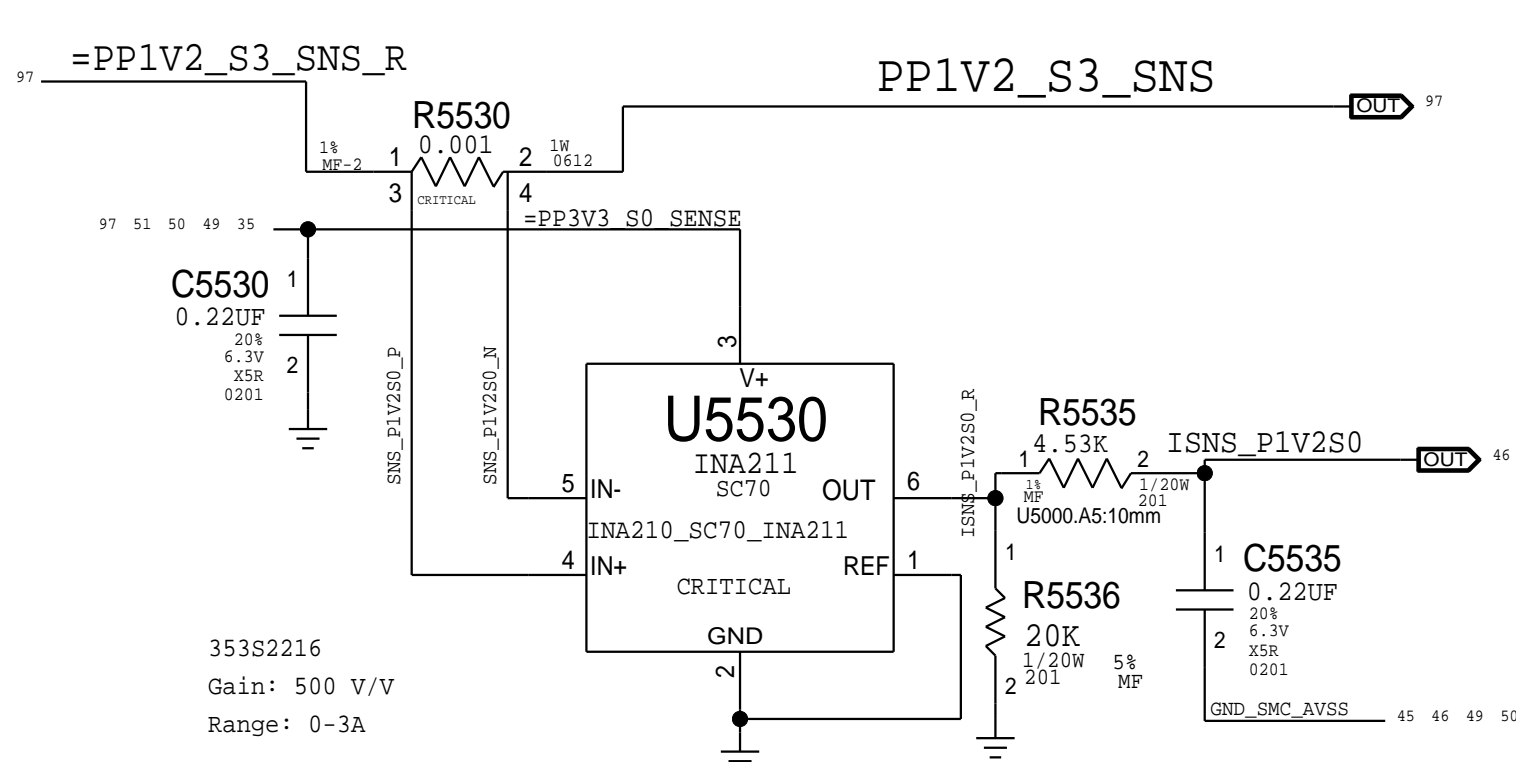 =PP1V2_S3_SNS_R
97
PP1V2_S3_SNS
OUT
97
R5530
0.001
1%
MF-2
1
2
1W
0612
3
4
CRITICAL
97 51 50 49 35
=PP3V3_S0_SENSE
C5530
1
0.22UF
20%
6.3V
X5R
0201
2
SNS_P1V2S0_P
SNS_P1V2S0_N
3
V+
U5530
INA211
SC70
5
IN-
OUT
6
INA210_SC70_INA211
4
IN+
REF
1
CRITICAL
GND
2
ISNS_P1V2S0_R
R5535
4.53K
1
2
1%
MF
1/20W
201
U5000.A5:10mm
ISNS_P1V2S0
OUT
46
1
R5536
20K
1/20W
5%
201
MF
2
1
C5535
0.22UF
20%
6.3V
X5R
0201
2
GND_SMC_AVSS
45 46 49 50
353S2216
Gain: 500 V/V
Range: 0-3A